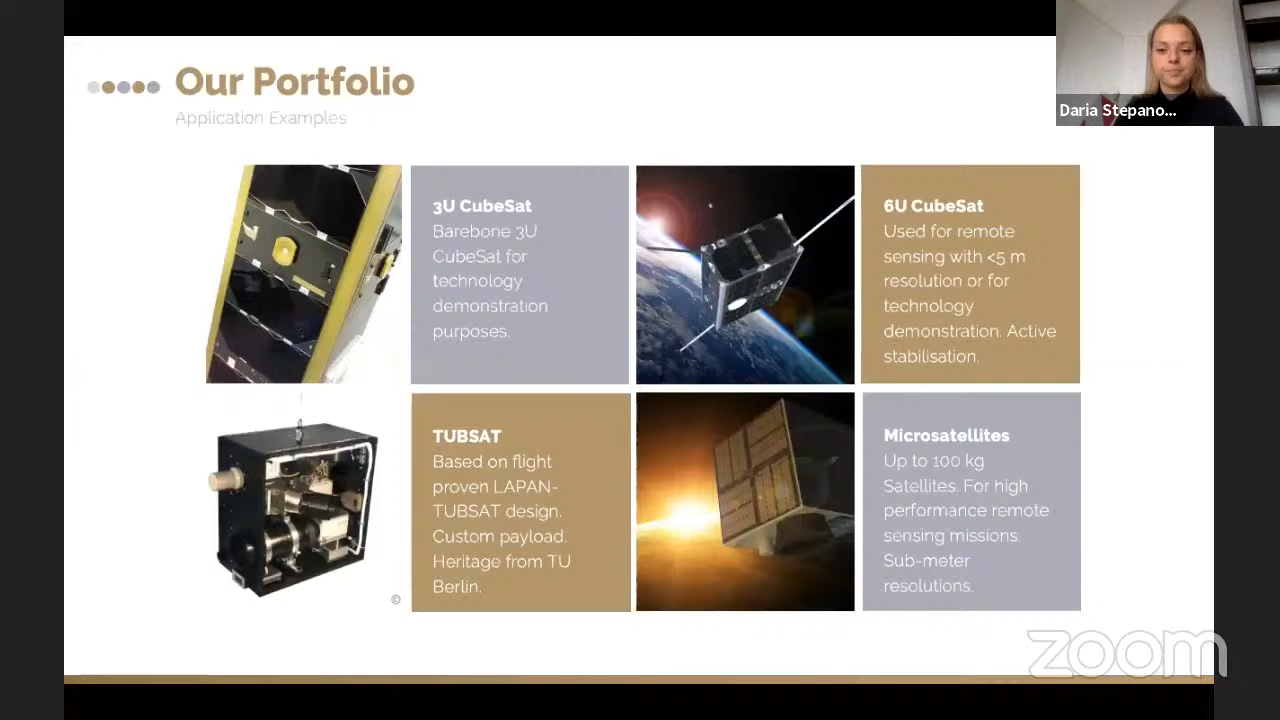 Our Portfolio
Application Examples
Daria Stepano...
3U CubeSat
Barebone 3U
CubeSat for
technology
demonstration
purposes.
6U CubeSat
Used for remote
sensing with <5 m
resolution or for
technology
demonstration. Active
stabilisation.
TUBSAT
Based on flight
proven LAPAN-
TUBSAT design.
Custom payload.
Heritage from TU
Berlin.
©
Microsatellites
Up to 100 kg
Satellites. For high
performance remote
sensing missions.
Sub-meter
resolutions.
zoom